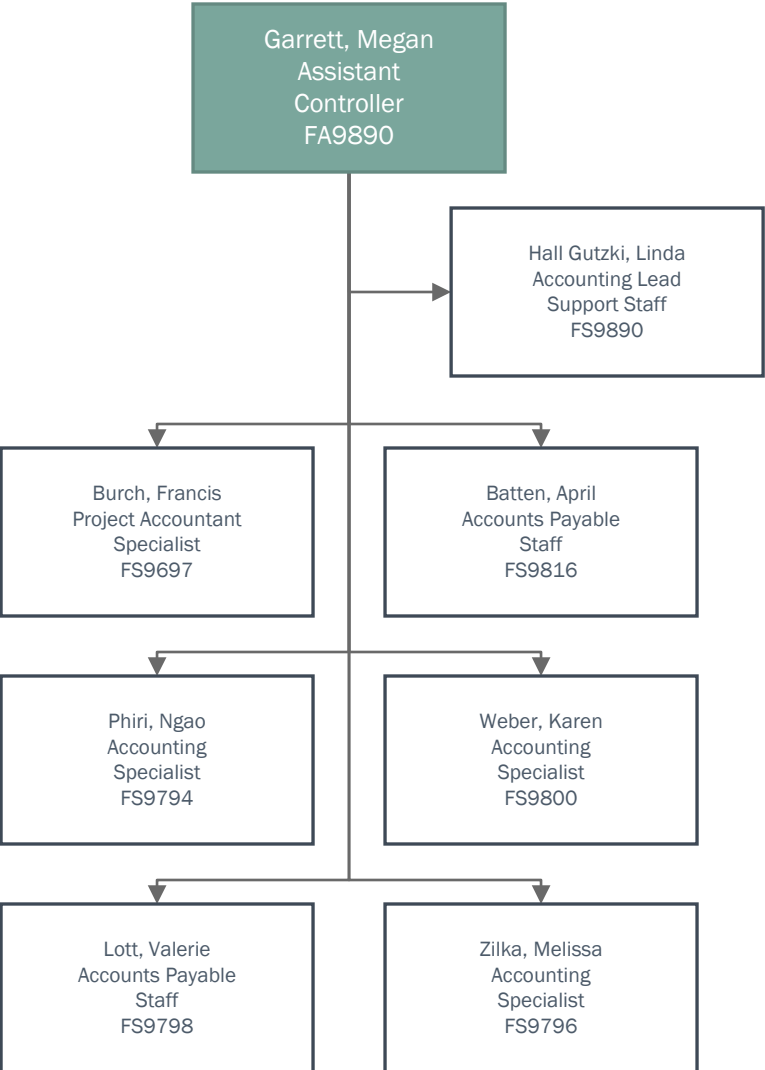 Garrett, Megan
Assistant
Controller
FA9890
Hall Gutzki, Linda
Accounting Lead
Support Staff
FS9890
Burch, Francis
Project Accountant
Specialist
FS9697
Batten, April
Accounts Payable
Staff
FS9816
Phiri, Ngao
Accounting
Specialist
FS9794
Weber, Karen
Accounting
Specialist
FS9800
Lott, Valerie
Accounts Payable
Staff
FS9798
Zilka, Melissa
Accounting
Specialist
FS9796